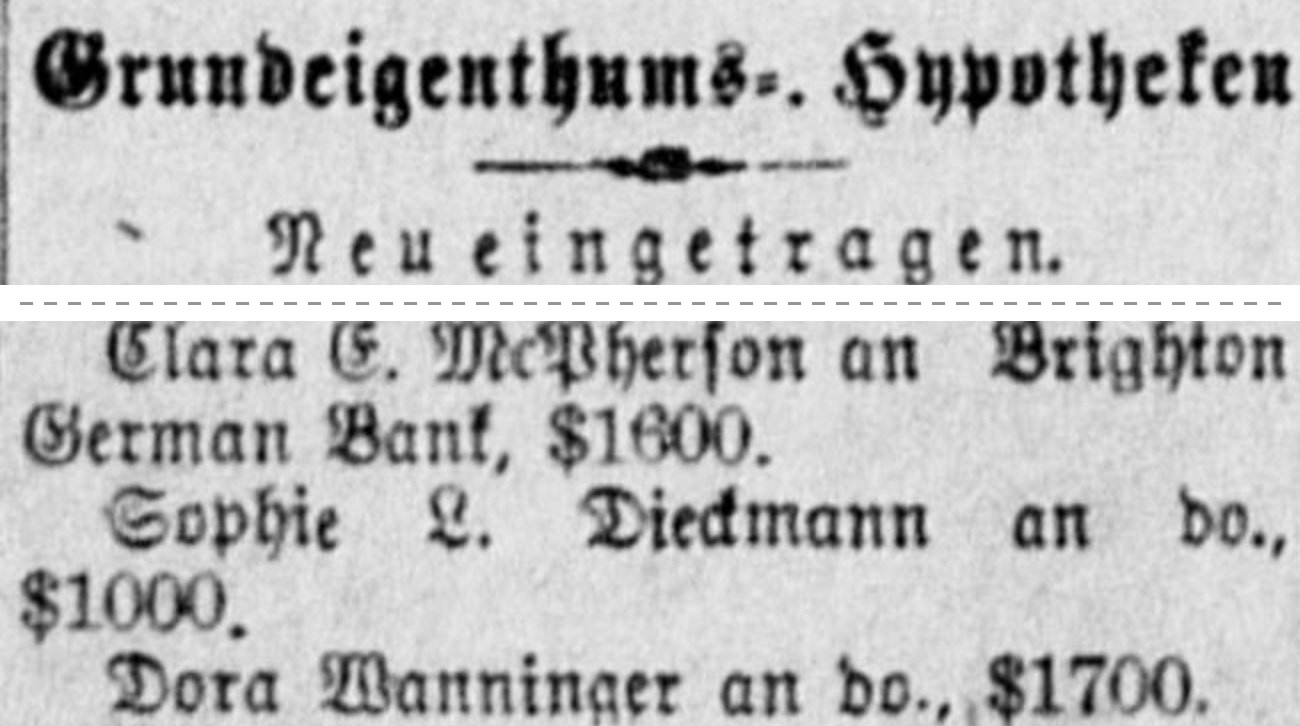 Grundeigenthums-. Hypotheken
Neu eingetragen.
Clara E. McPherson an Brighton
German Bank, $1600.
Sophie L. Dieckmann an do.,
$1000.
Dora Wanninger an do., $1700.